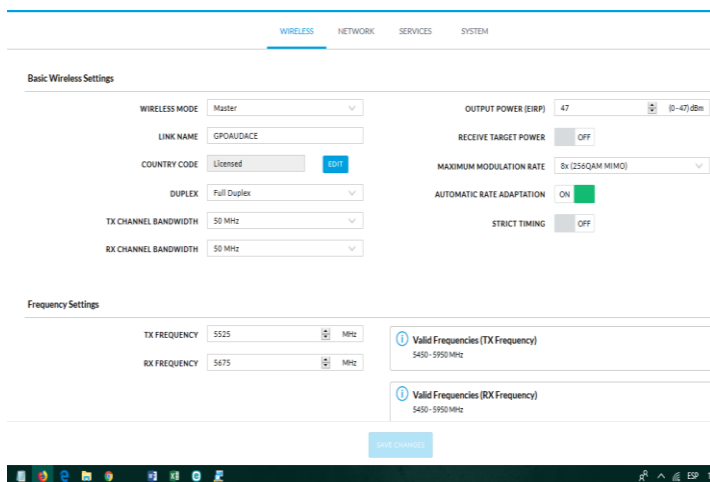 WIRELESS NETWORK SERVICES SYSTEM
Basic Wireless Settings
WIRELESS MODE Master
LINK NAME GPOAUDACE
COUNTRY CODE Licensed EDIT
DUPLEX Full Duplex
TX CHANNEL BANDWIDTH 50 MHz
RX CHANNEL BANDWIDTH 50 MHz
OUTPUT POWER (EIRP) 47 (0-47) dBm
RECEIVE TARGET POWER OFF
MAXIMUM MODULATION RATE 8x (256QAM MIMO)
AUTOMATIC RATE ADAPTATION ON
STRICT TIMING OFF
Frequency Settings
TX FREQUENCY 5525 MHz
RX FREQUENCY 5675 MHz
Valid Frequencies (TX Frequency)
5450-5950 MHz
Valid Frequencies (RX Frequency)
5450-5950 MHz
SAVE CHANGES
ESP